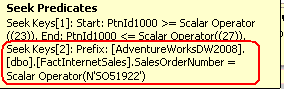 Seek Predicates
Seek Keys[1]: Start: PtnId1000 >= Scalar Operator
((23)), End: PtnId1000 <= Scalar Operator((27)),
Seek Keys[2]: Prefix: [AdventureWorksDW2008].
[dbo].[FactInternetSales].SalesOrderNumber =
Scalar Operator(N'SO51922')